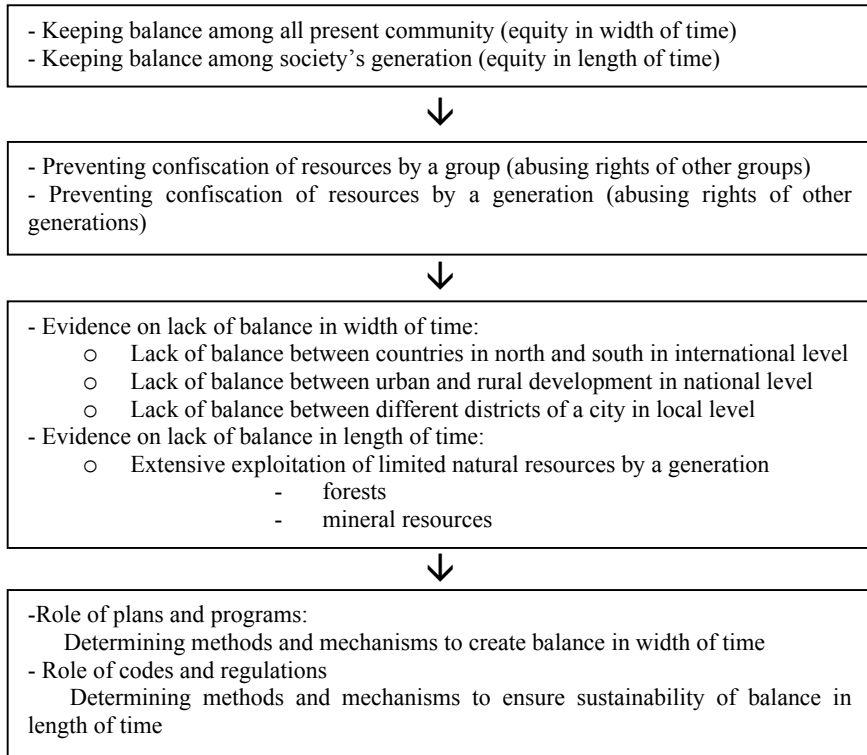 - Keeping balance among all present community (equity in width of time)
- Keeping balance among society’s generation (equity in length of time)
- Preventing confiscation of resources by a group (abusing rights of other groups)
- Preventing confiscation of resources by a generation (abusing rights of other
generations)
- Evidence on lack of balance in width of time:
o Lack of balance between countries in north and south in international level
o Lack of balance between urban and rural development in national level
o Lack of balance between different districts of a city in local level
- Evidence on lack of balance in length of time:
o Extensive exploitation of limited natural resources by a generation
- forests
- mineral resources
-Role of plans and programs:
Determining methods and mechanisms to create balance in width of time
- Role of codes and regulations
Determining methods and mechanisms to ensure sustainability of balance in
length of time